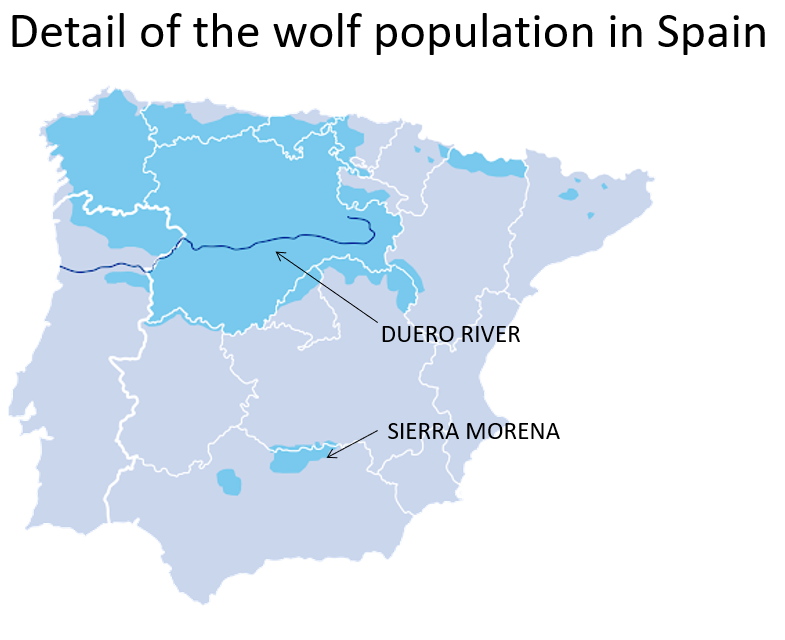 Detail of the wolf population in Spain
DUERO RIVER
SIERRA MORENA